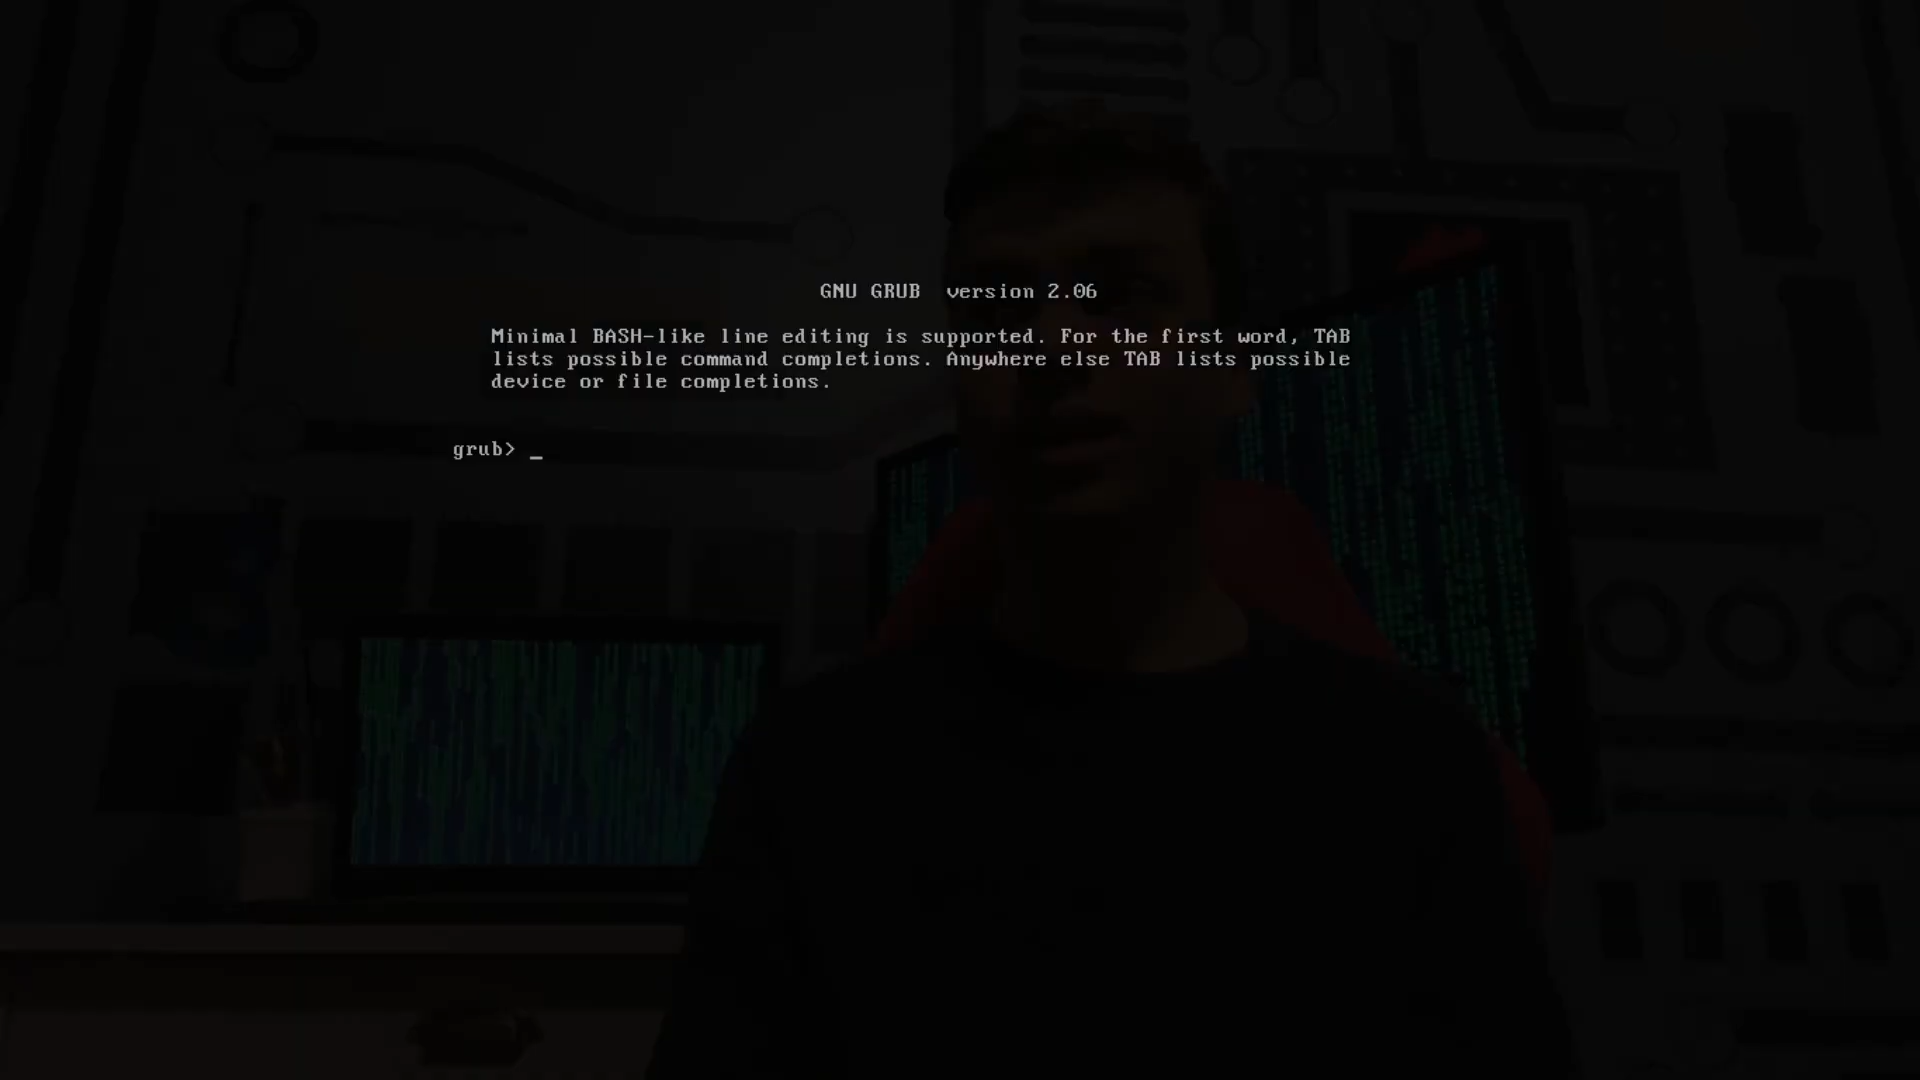 GNU GRUB  version 2.06
Minimal BASH-like line editing is supported. For the first word, TAB
lists possible command completions. Anywhere else TAB lists possible
device or file completions.
grub> _